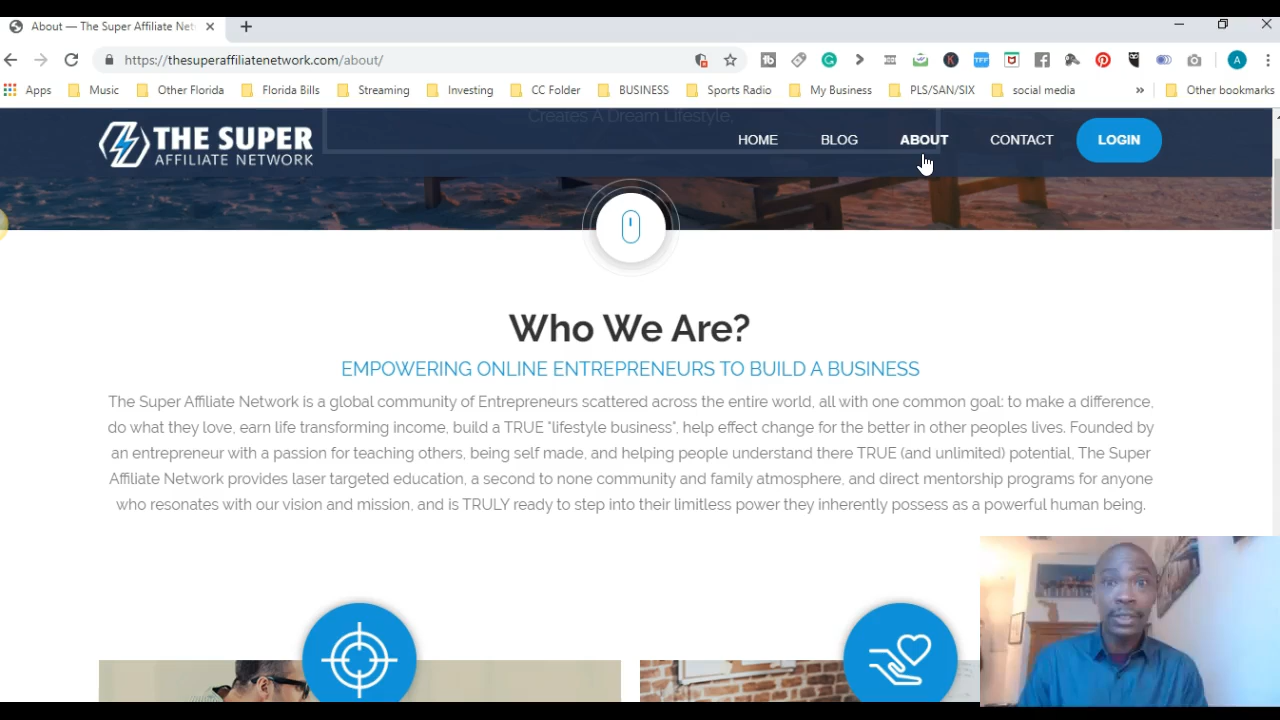 About — The Super Affiliate Net
https://thesuperaffiliatenetwork.com/about/
Apps Music Other Florida Florida Bills Streaming Investing CC Folder BUSINESS Sports Radio My Business PLS/SAN/SIX social media » Other bookmarks
Creates A Dream Lifestyle,
THE SUPER
AFFILIATE NETWORK
HOME BLOG ABOUT CONTACT LOGIN
Who We Are?
EMPOWERING ONLINE ENTREPRENEURS TO BUILD A BUSINESS
The Super Affiliate Network is a global community of Entrepreneurs scattered across the entire world, all with one common goal: to make a difference,
do what they love, earn life transforming income, build a TRUE "lifestyle business", help effect change for the better in other peoples lives. Founded by
an entrepreneur with a passion for teaching others, being self made, and helping people understand there TRUE (and unlimited) potential, The Super
Affiliate Network provides laser targeted education, a second to none community and family atmosphere, and direct mentorship programs for anyone
who resonates with our vision and mission, and is TRULY ready to step into their limitless power they inherently possess as a powerful human being.